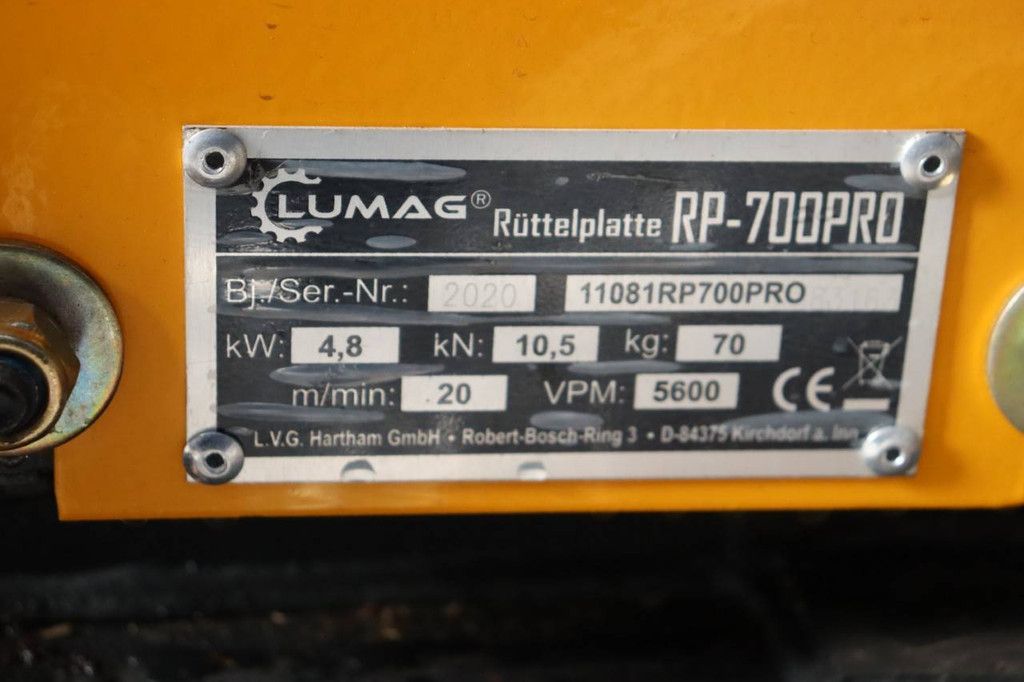 LUMAG® Rüttelplatte RP-700PRO
Bj./Ser.-Nr.: 2020 11081RP700PRO
kW: 4,8 kN: 10,5 kg: 70
m/min: 20 VPM: 5600 CE
L.V.G. Hartham GmbH • Robert-Bosch-Ring 3 • D-84375 Kirchdorf a. Inn